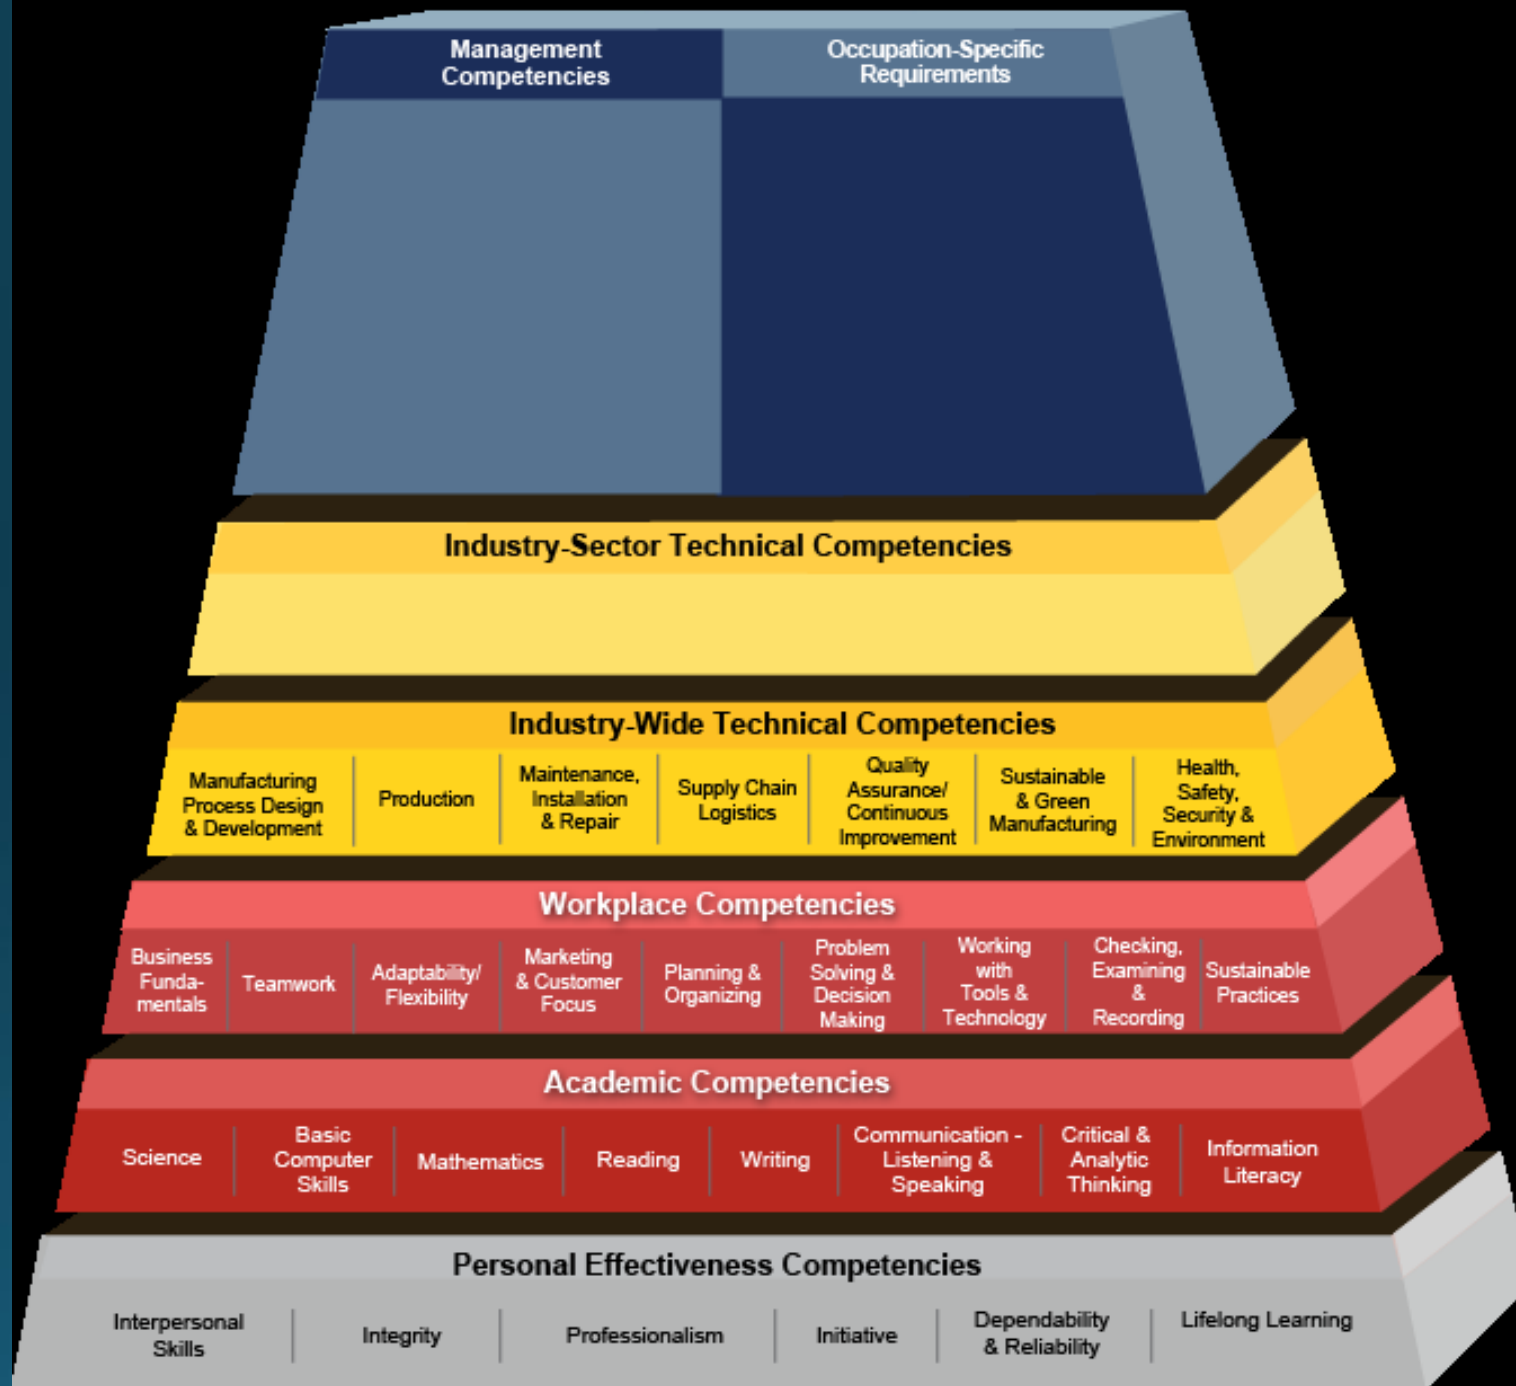 Management
Competencies
Occupation-Specific
Requirements
Industry-Sector Technical Competencies
Industry-Wide Technical Competencies
Manufacturing
Process Design
& Development
Production
Maintenance,
Installation
& Repair
Supply Chain
Logistics
Quality
Assurance/
Continuous
Improvement
Sustainable
& Green
Manufacturing
Health,
Safety,
Security &
Environment
Workplace Competencies
Business
Funda-
mentals
Teamwork
Adaptability/
Flexibility
Marketing
& Customer
Focus
Planning &
Organizing
Problem
Solving &
Decision
Making
Working
with
Tools &
Technology
Checking,
Examining
&
Recording
Sustainable
Practices
Academic Competencies
Science
Basic
Computer
Skills
Mathematics
Reading
Writing
Communication -
Listening &
Speaking
Critical &
Analytic
Thinking
Information
Literacy
Personal Effectiveness Competencies
Interpersonal
Skills
Integrity
Professionalism
Initiative
Dependability
& Reliability
Lifelong Learning